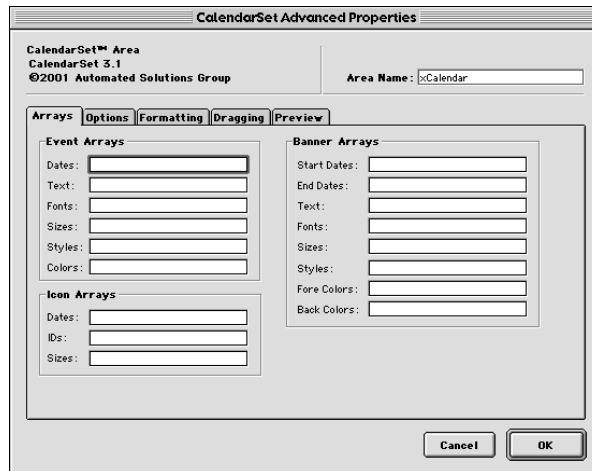 CalendarSet Advanced Properties
CalendarSet™ Area
CalendarSet 3.1
©2001 Automated Solutions Group
Area Name: xCalendar
Arrays Options Formatting Dragging Preview
Event Arrays
Dates:
Text:
Fonts:
Sizes:
Styles:
Colors:
Icon Arrays
Dates:
IDs:
Sizes:
Banner Arrays
Start Dates:
End Dates:
Text:
Fonts:
Sizes:
Styles:
Fore Colors:
Back Colors:
Cancel OK